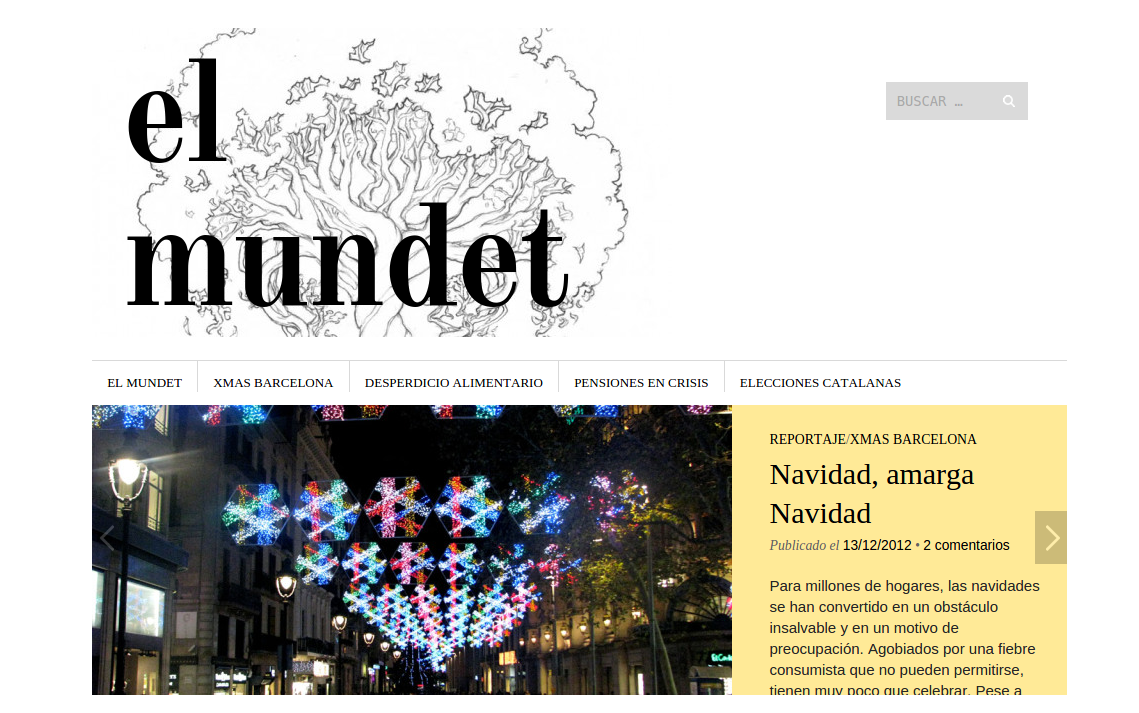 el
mundet
BUSCAR …
EL MUNDET
XMAS BARCELONA
DESPERDICIO ALIMENTARIO
PENSIONES EN CRISIS
ELECCIONES CATALANAS
REPORTAJE/XMAS BARCELONA
Navidad, amarga
Navidad
Publicado el 13/12/2012 • 2 comentarios
Para millones de hogares, las navidades
se han convertido en un obstáculo
insalvable y en un motivo de
preocupación. Agobiados por una fiebre
consumista que no pueden permitirse,
tienen muy poco que celebrar. Pese a